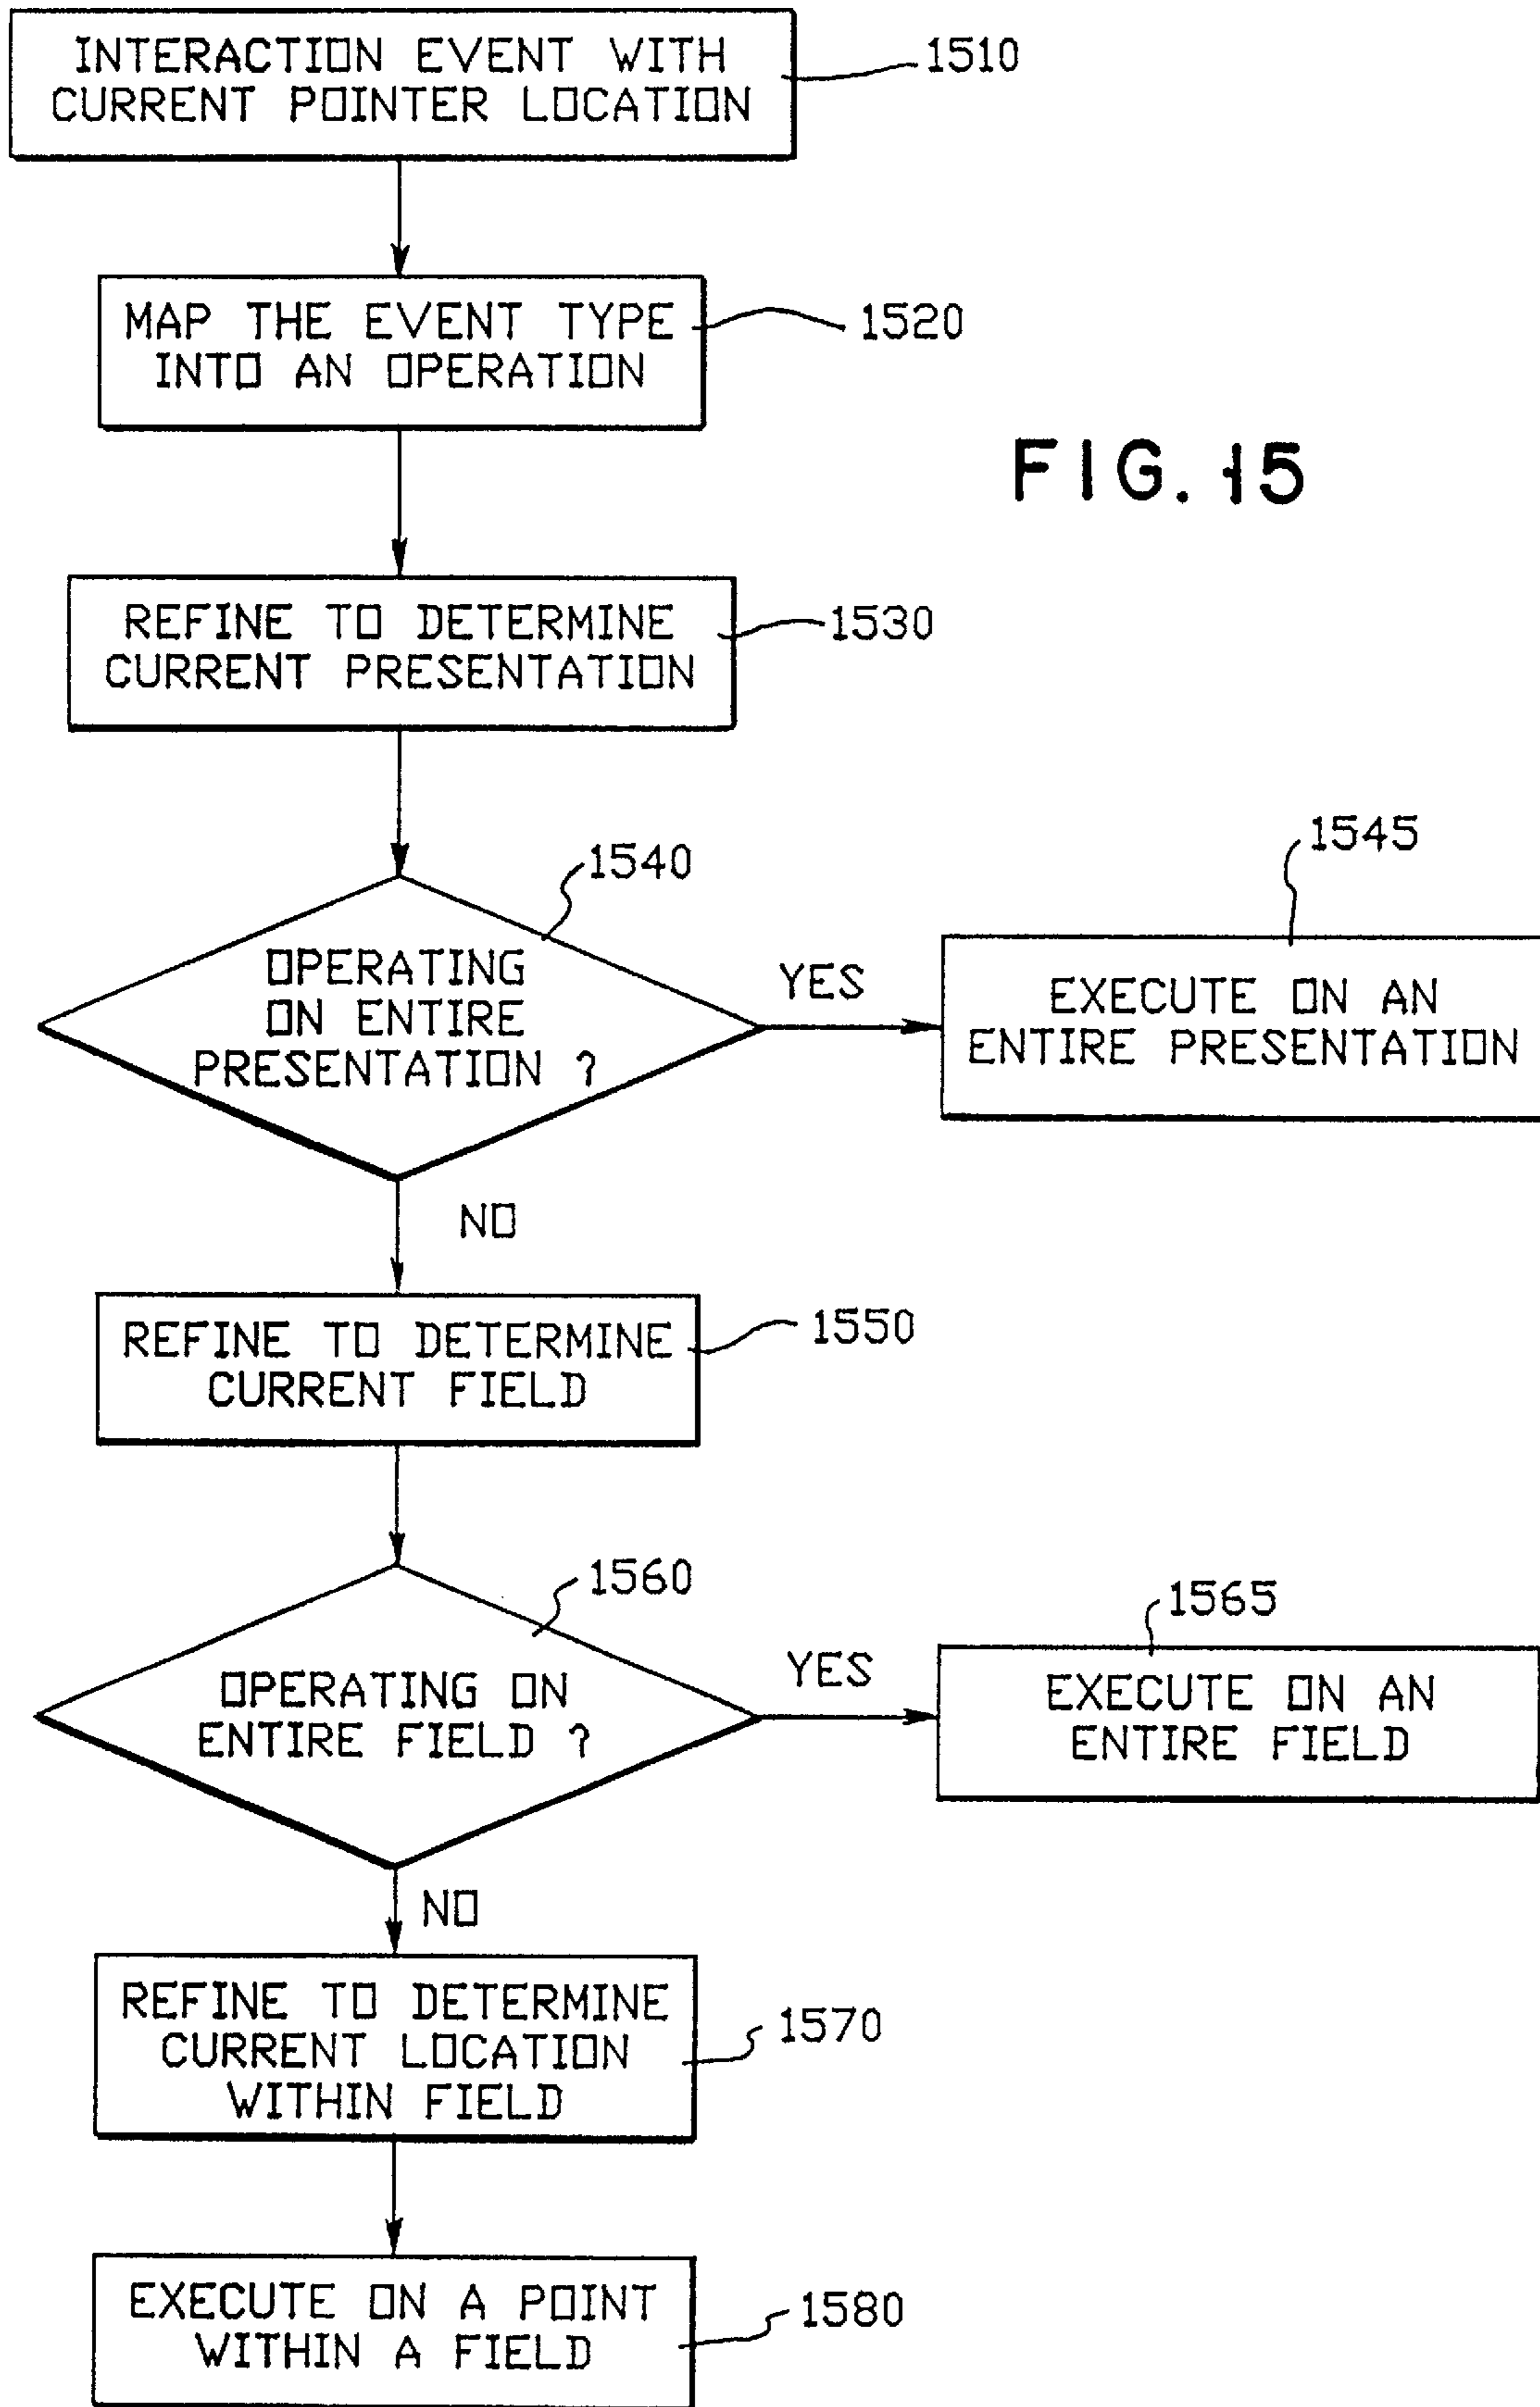 INTERACTION EVENT WITH
CURRENT POINTER LOCATION
1510
MAP THE EVENT TYPE
INTO AN OPERATION
1520
FIG. 15
REFINE TO DETERMINE
CURRENT PRESENTATION
1530
1540
OPERATING
ON ENTIRE
PRESENTATION ?
YES
1545
EXECUTE ON AN
ENTIRE PRESENTATION
NO
REFINE TO DETERMINE
CURRENT FIELD
1550
1560
OPERATING ON
ENTIRE FIELD ?
YES
1565
EXECUTE ON AN
ENTIRE FIELD
NO
REFINE TO DETERMINE
CURRENT LOCATION
WITHIN FIELD
1570
EXECUTE ON A POINT
WITHIN A FIELD
1580